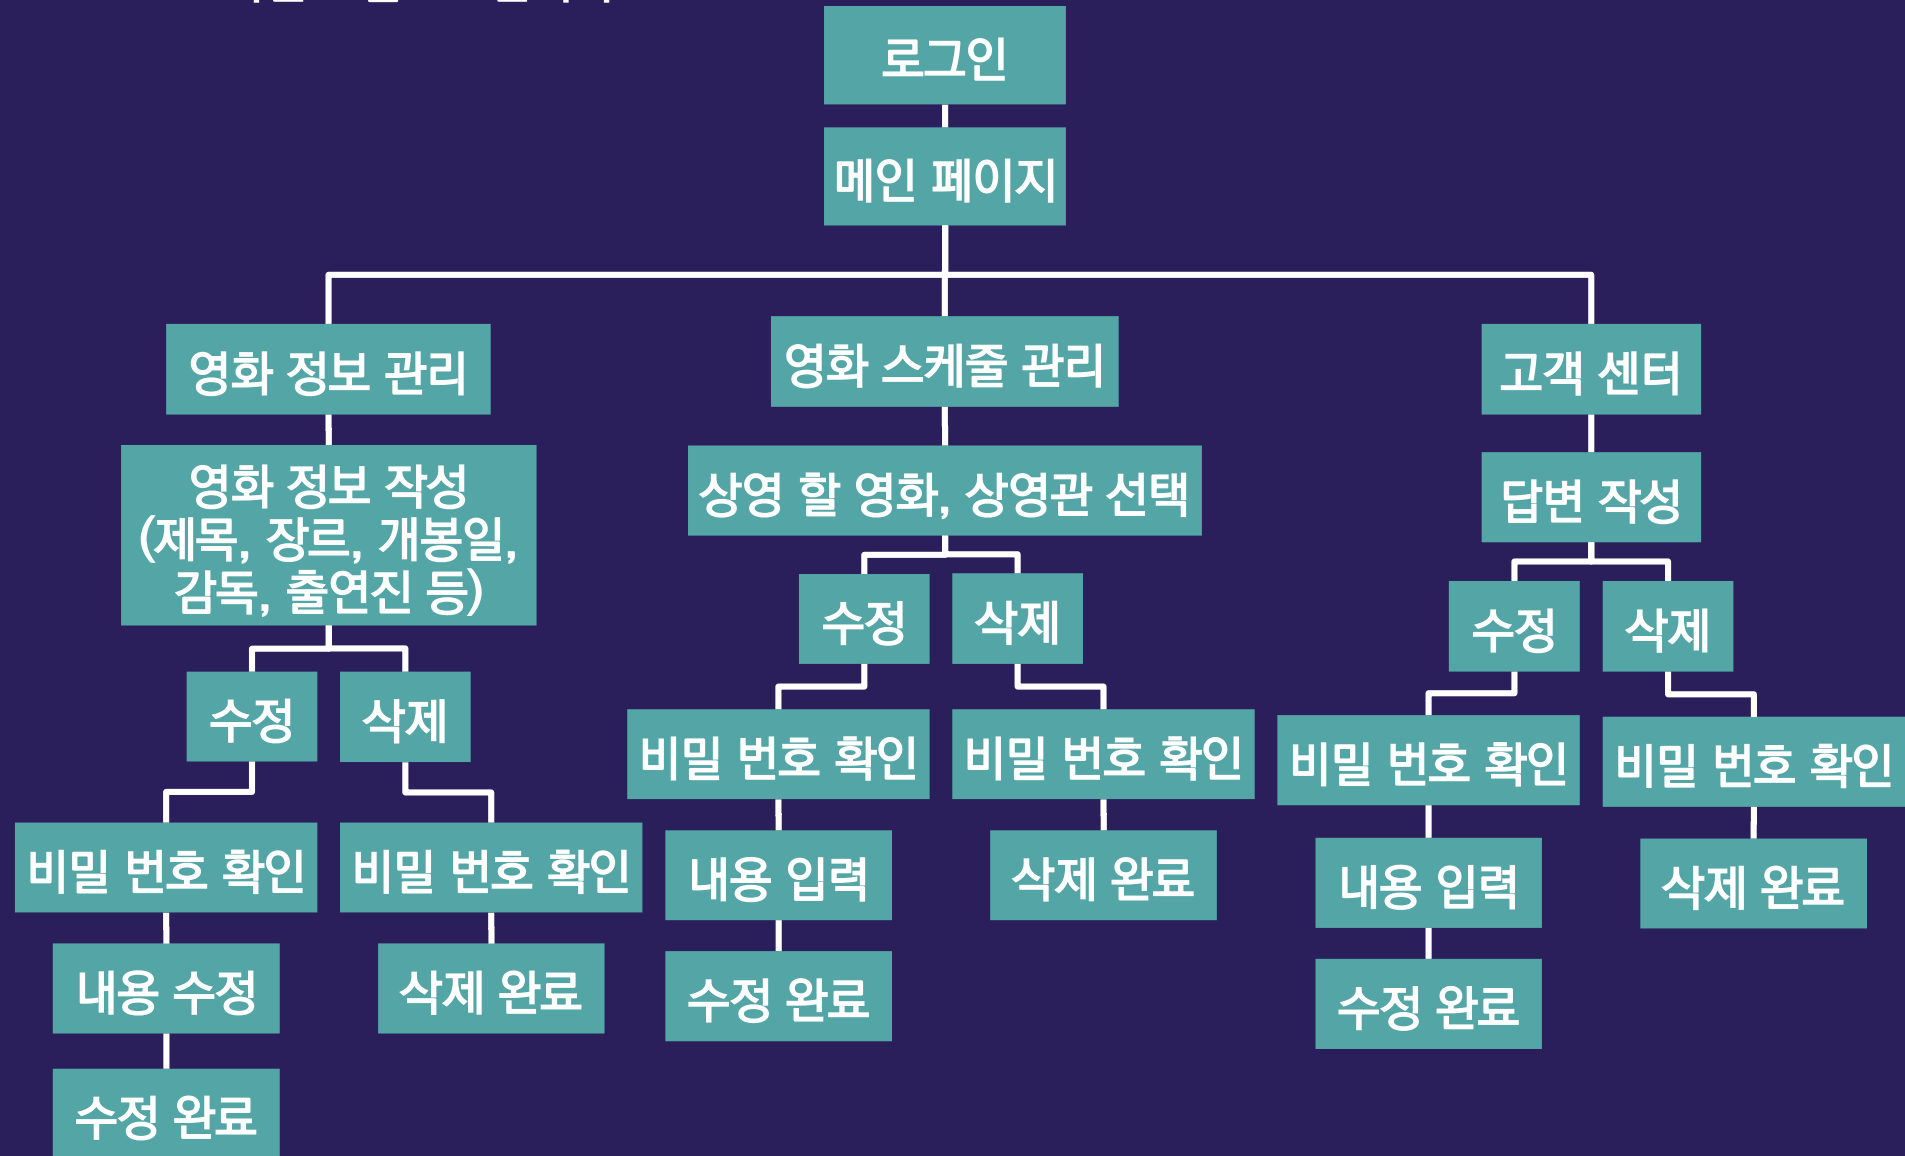 로그인
메인 페이지
영화 정보 관리
영화 스케줄 관리
고객 센터
영화 정보 작성
(제목, 장르, 개봉일,
감독, 출연진 등)
상영 할 영화, 상영관 선택
답변 작성
수정
삭제
수정
삭제
수정
삭제
비밀 번호 확인
비밀 번호 확인
비밀 번호 확인
비밀 번호 확인
비밀 번호 확인
비밀 번호 확인
내용 수정
삭제 완료
내용 입력
삭제 완료
내용 입력
삭제 완료
수정 완료
수정 완료
수정 완료